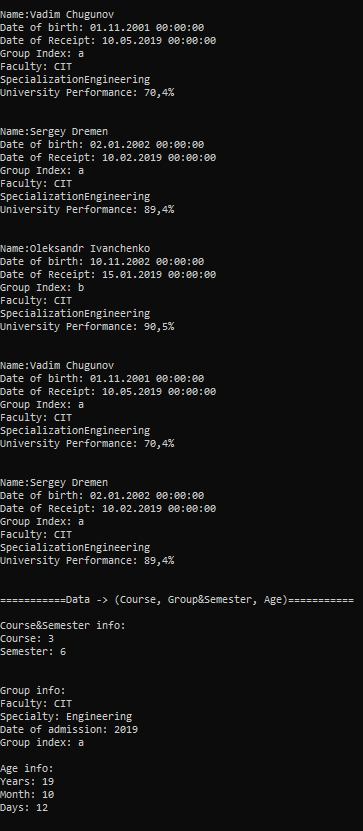 Name:Vadim Chugunov
Date of birth: 01.11.2001 00:00:00
Date of Receipt: 10.05.2019 00:00:00
Group Index: a
Faculty: CIT
SpecializationEngineering
University Performance: 70,4%
Name:Sergey Dremen
Date of birth: 02.01.2002 00:00:00
Date of Receipt: 10.02.2019 00:00:00
Group Index: a
Faculty: CIT
SpecializationEngineering
University Performance: 89,4%
Name:Oleksandr Ivanchenko
Date of birth: 10.11.2002 00:00:00
Date of Receipt: 15.01.2019 00:00:00
Group Index: b
Faculty: CIT
SpecializationEngineering
University Performance: 90,5%
Name:Vadim Chugunov
Date of birth: 01.11.2001 00:00:00
Date of Receipt: 10.05.2019 00:00:00
Group Index: a
Faculty: CIT
SpecializationEngineering
University Performance: 70,4%
Name:Sergey Dremen
Date of birth: 02.01.2002 00:00:00
Date of Receipt: 10.02.2019 00:00:00
Group Index: a
Faculty: CIT
SpecializationEngineering
University Performance: 89,4%
===========Data -> (Course, Group&Semester, Age)===========
Course&Semester info:
Course: 3
Semester: 6
Group info:
Faculty: CIT
Specialty: Engineering
Date of admission: 2019
Group index: a
Age info:
Years: 19
Month: 10
Days: 12